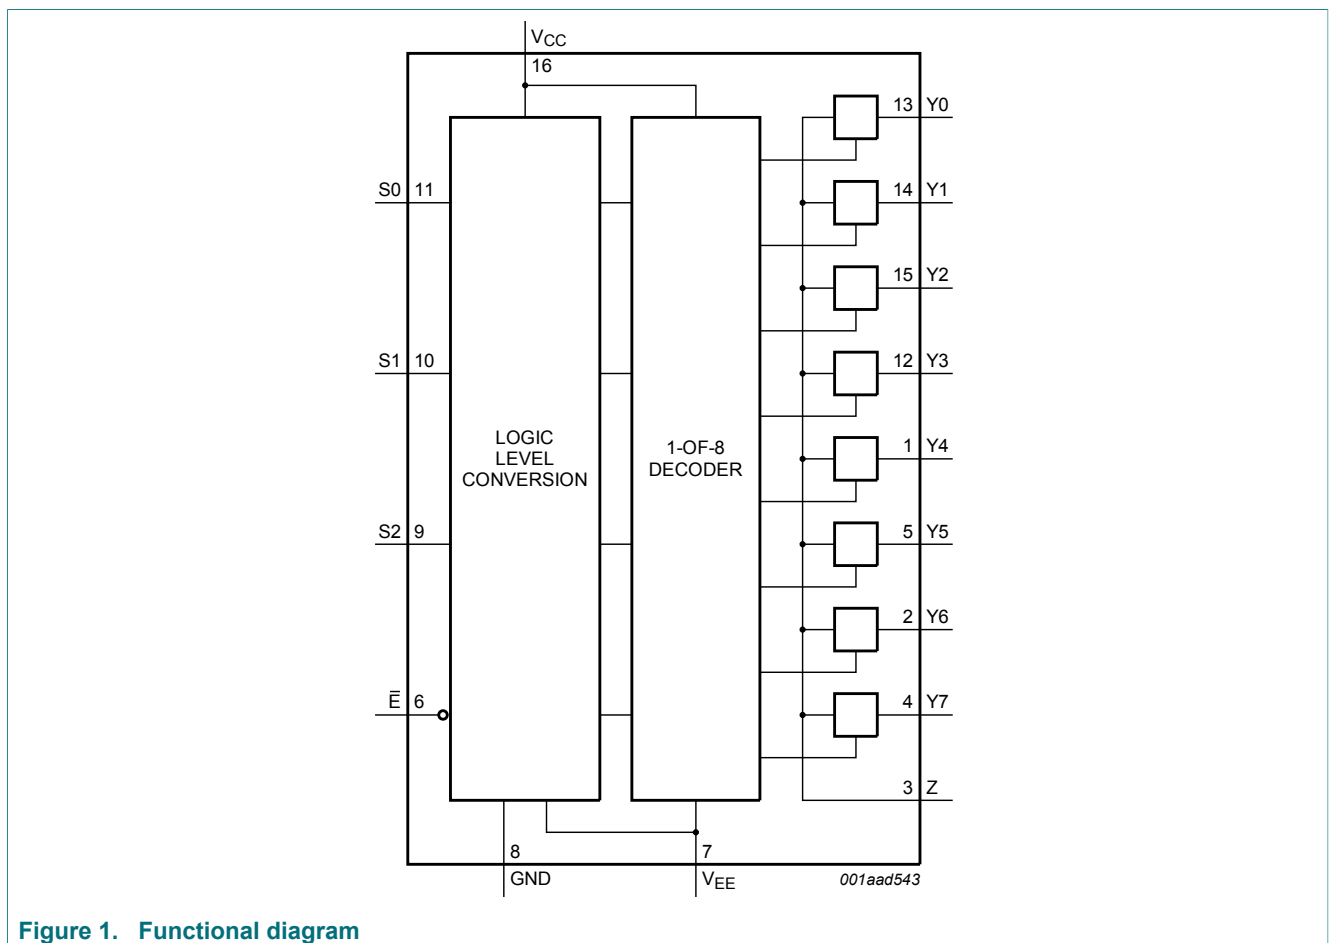 VCC
16
13 Y0
S0 11
14 Y1
15 Y2
S1 10
12 Y3
LOGIC
LEVEL
CONVERSION
1-OF-8
DECODER
1 Y4
S2 9
5 Y5
2 Y6
E̅ 6
4 Y7
3 Z
8
GND
7
VEE
001aad543
Figure 1. Functional diagram